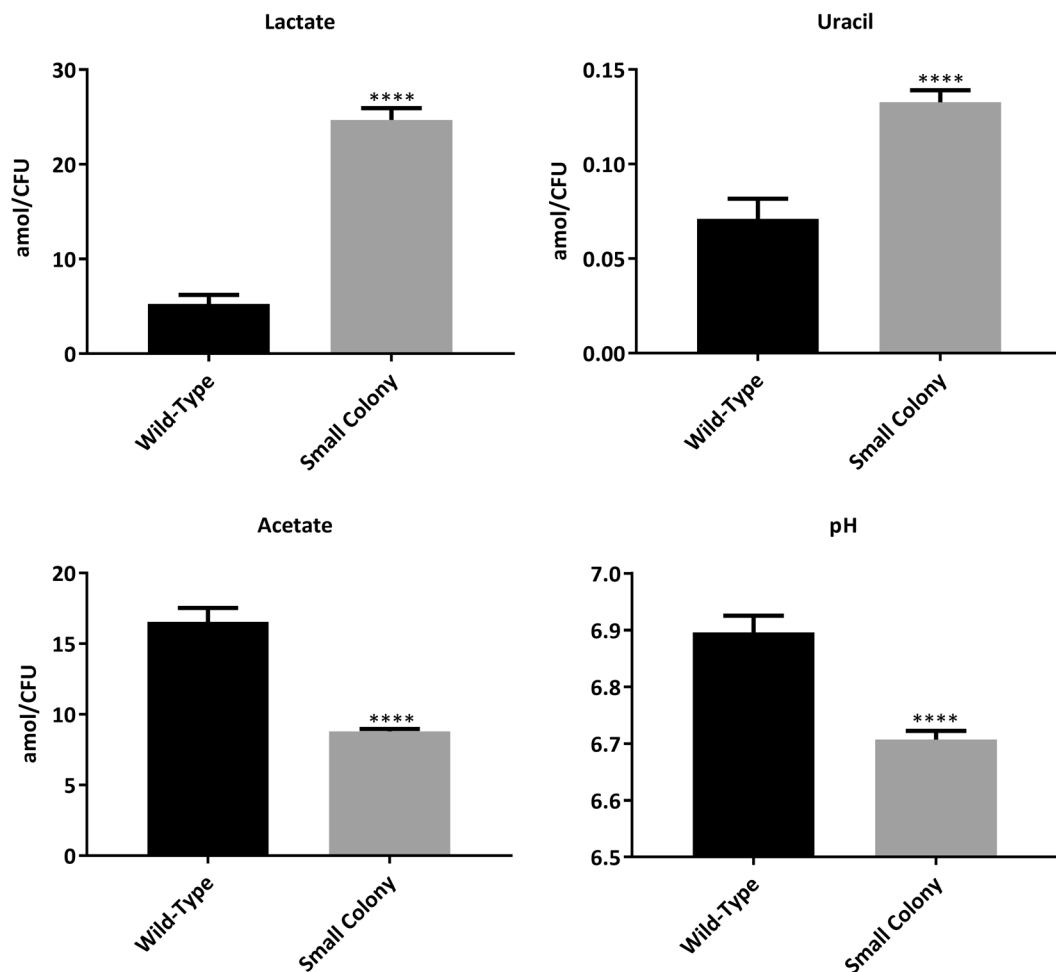 Lactate
30
20
10
0
amol/CFU
****
Wild-Type
Small Colony
Uracil
0.15
0.10
0.05
0.00
amol/CFU
****
Wild-Type
Small Colony
Acetate
20
15
10
5
0
amol/CFU
****
Wild-Type
Small Colony
pH
7.0
6.9
6.8
6.7
6.6
6.5
****
Wild-Type
Small Colony